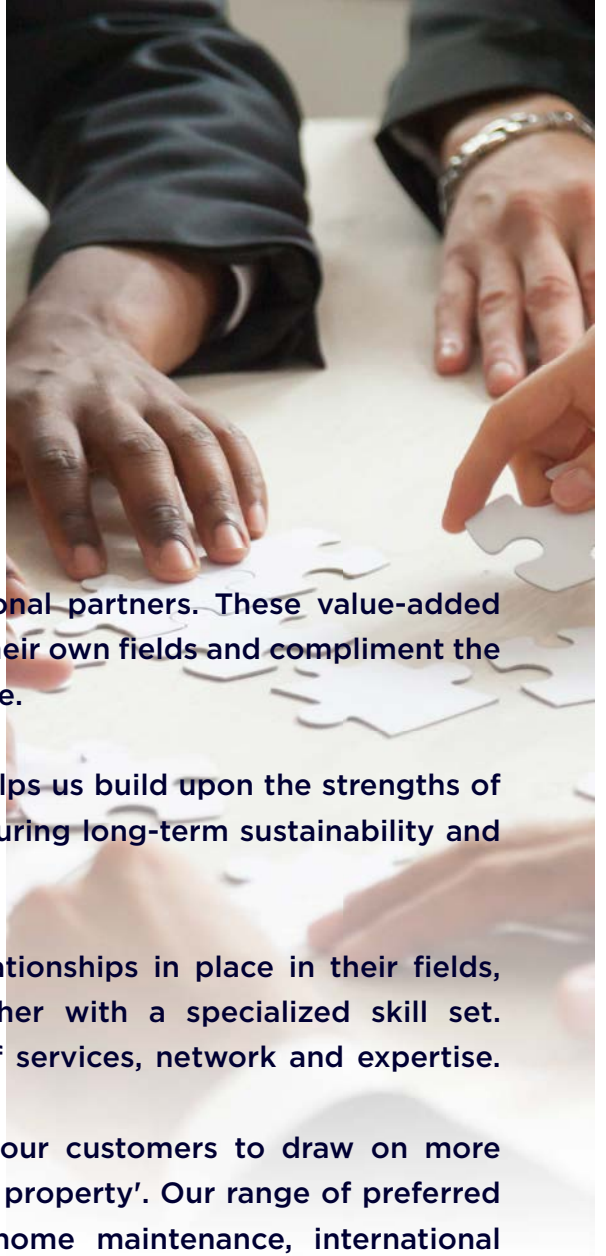 onal partners. These value-added
eir own fields and compliment the
e.
lps us build upon the strengths of
uring long-term sustainability and
ationships in place in their fields,
her with a specialized skill set.
f services, network and expertise.
our customers to draw on more
property'. Our range of preferred
home maintenance, international